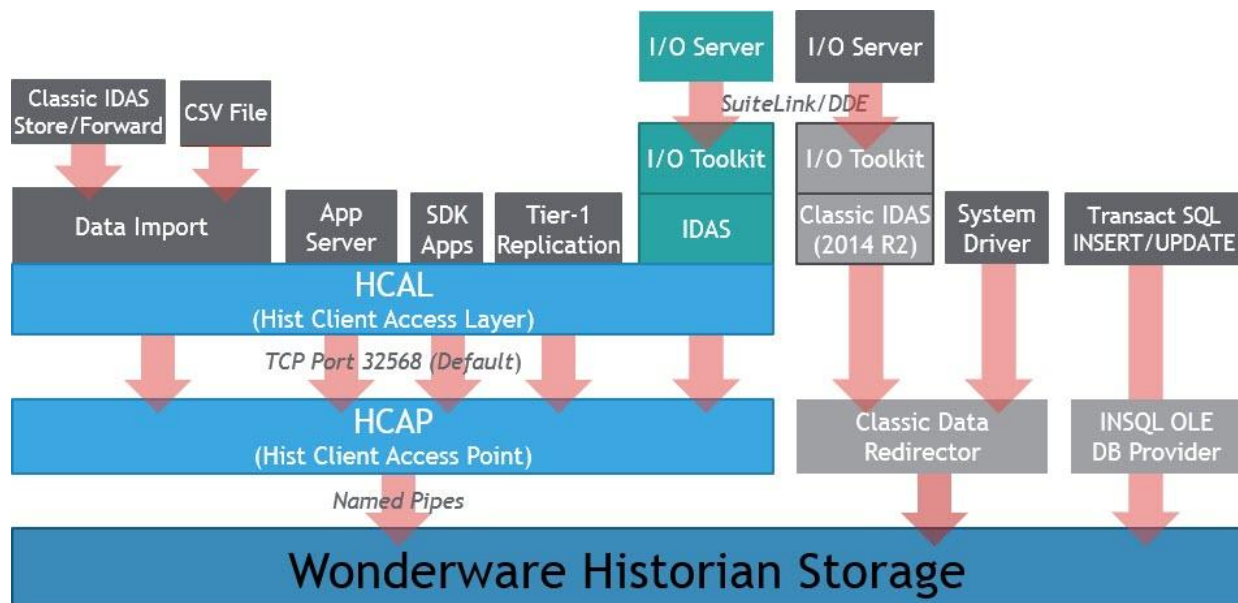 I/O Server
I/O Server
Classic IDAS
Store/Forward
CSV File
SuiteLink/DDE
I/O Toolkit
I/O Toolkit
Data Import
App
Server
SDK
Apps
Tier-1
Replication
IDAS
Classic IDAS
(2014 R2)
System
Driver
Transact SQL
INSERT/UPDATE
HCAL
(Hist Client Access Layer)
TCP Port 32568 (Default)
HCAP
(Hist Client Access Point)
Classic Data
Redirector
INSQL OLE
DB Provider
Named Pipes
Wonderware Historian Storage